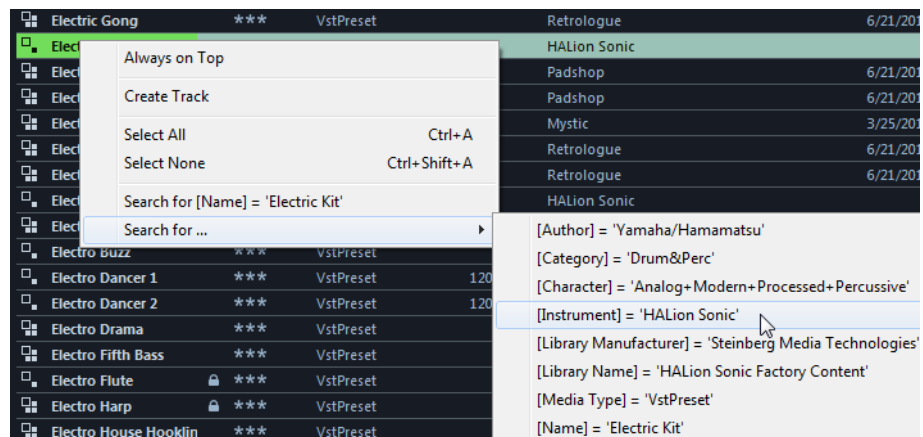 Electric Gong *** VstPreset Retrologue 6/21/201
Elect HALion Sonic
Elect Padshop 6/21/201
Elect Padshop 6/21/201
Elect Mystic 3/25/201
Elect Retrologue 6/21/201
Elect Retrologue 6/21/201
Elect HALion Sonic
Elect
Always on Top
Create Track
Select All Ctrl+A
Select None Ctrl+Shift+A
Search for [Name] = 'Electric Kit'
Search for ...
[Author] = 'Yamaha/Hamamatsu'
[Category] = 'Drum&Perc'
[Character] = 'Analog+Modern+Processed+Percussive'
[Instrument] = 'HALion Sonic'
[Library Manufacturer] = 'Steinberg Media Technologies'
[Library Name] = 'HALion Sonic Factory Content'
[Media Type] = 'VstPreset'
[Name] = 'Electric Kit'
Electro Buzz *** VstPreset
Electro Dancer 1 *** VstPreset 120
Electro Dancer 2 *** VstPreset 120
Electro Drama *** VstPreset
Electro Fifth Bass *** VstPreset
Electro Flute *** VstPreset
Electro Harp *** VstPreset
Electro House Hooklin *** VstPreset